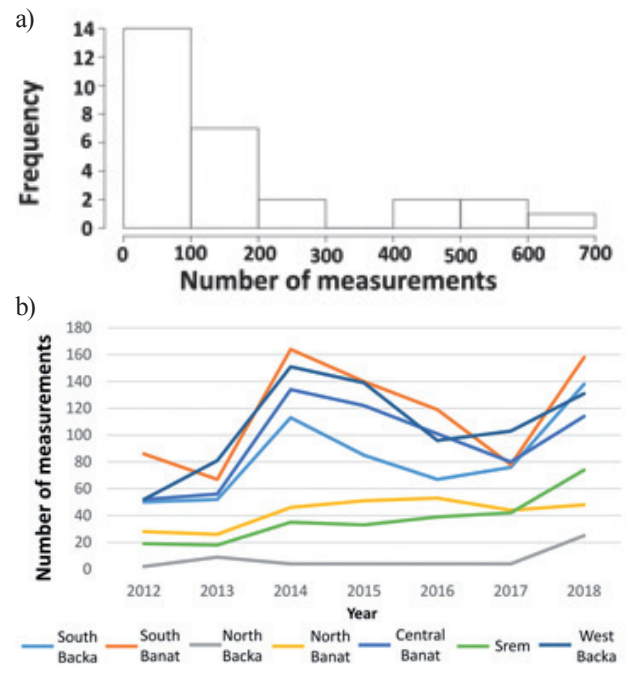 a)
Frequency
14
12
10
8
6
4
2
0
0 100 200 300 400 500 600 700
Number of measurements
b)
Number of measurements
180
160
140
120
100
80
60
40
20
0
2012 2013 2014 2015 2016 2017 2018
Year
South Backa
South Banat
North Backa
North Banat
Central Banat
Srem
West Backa